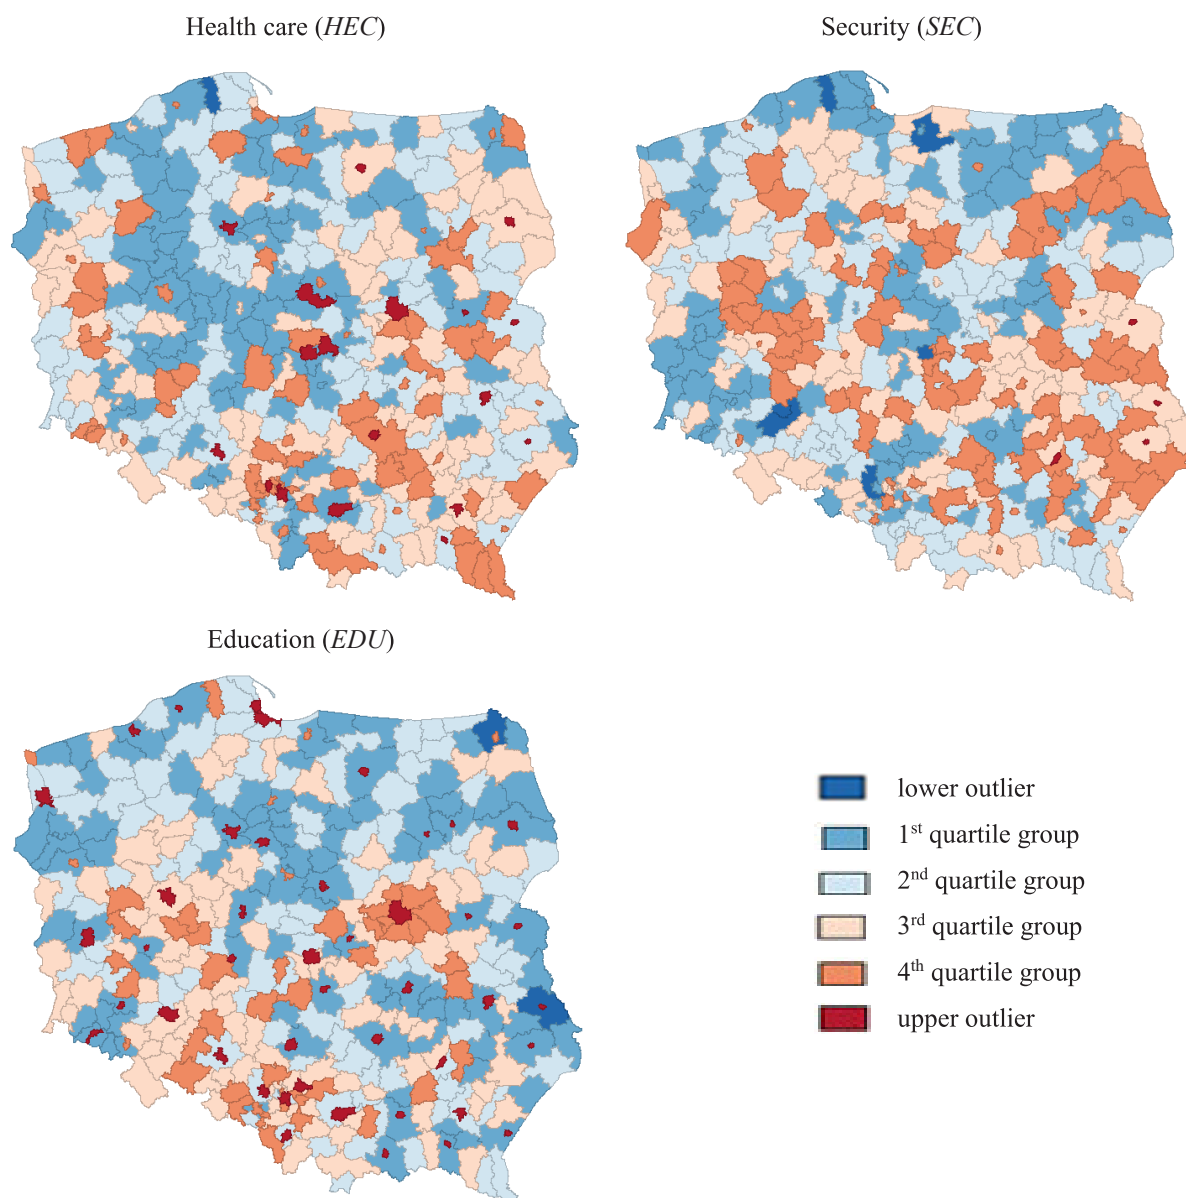 Health care (HEC)
Security (SEC)
Education (EDU)
lower outlier
1st quartile group
2nd quartile group
3rd quartile group
4th quartile group
upper outlier